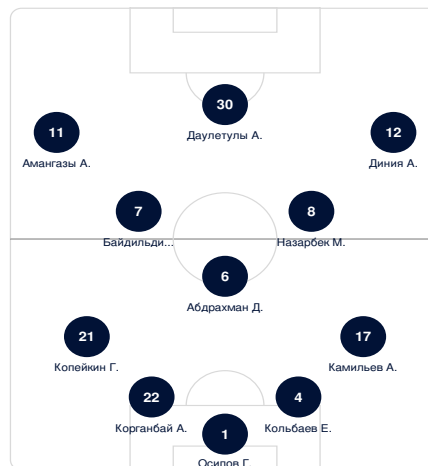 30
Даулетулы А.
11
Амангазы А.
12
Диния А.
7
Байдильди...
8
Назарбек М.
6
Абдрахман Д.
21
Копейкин Г.
17
Камильев А.
22
Корганбай А.
4
Кольбаев Е.
1
Осипов Г.